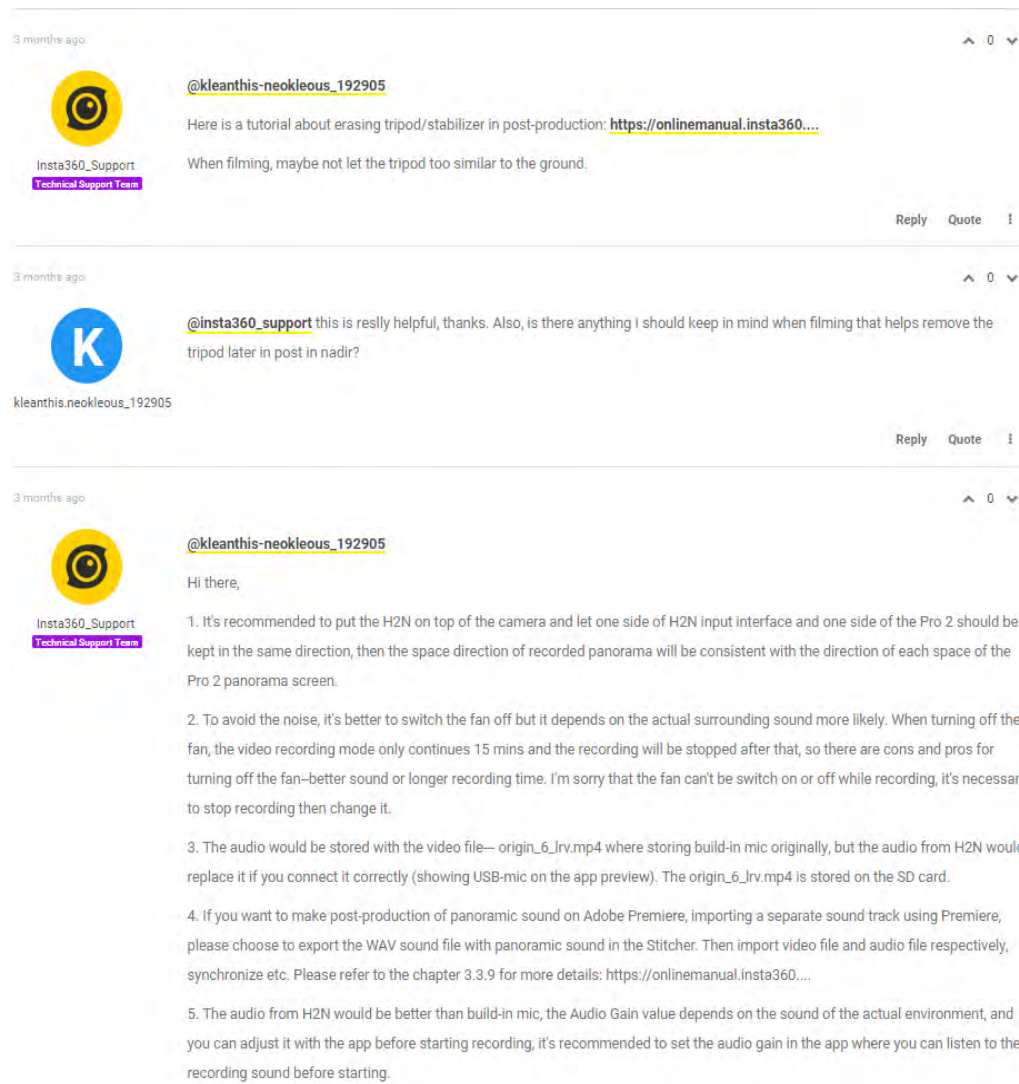 3 months ago
0
@kleanthis-neokleous_192905
Here is a tutorial about erasing tripod/stabilizer in post-production: https://onlinemanual.insta360....
When filming, maybe not let the tripod too similar to the ground.
Insta360_Support
Technical Support Team
Reply Quote
3 months ago
0
@insta360_support this is reslly helpful, thanks. Also, is there anything I should keep in mind when filming that helps remove the
tripod later in post in nadir?
K
kleanthis.neokleous_192905
Reply Quote
3 months ago
0
@kleanthis-neokleous_192905
Hi there,
Insta360_Support
Technical Support Team
1. It's recommended to put the H2N on top of the camera and let one side of H2N input interface and one side of the Pro 2 should be
kept in the same direction, then the space direction of recorded panorama will be consistent with the direction of each space of the
Pro 2 panorama screen.
2. To avoid the noise, it's better to switch the fan off but it depends on the actual surrounding sound more likely. When turning off the
fan, the video recording mode only continues 15 mins and the recording will be stopped after that, so there are cons and pros for
turning off the fan–better sound or longer recording time. I'm sorry that the fan can't be switch on or off while recording, it's necessar
to stop recording then change it.
3. The audio would be stored with the video file— origin_6_lrv.mp4 where storing build-in mic originally, but the audio from H2N would
replace it if you connect it correctly (showing USB-mic on the app preview). The origin_6_lrv.mp4 is stored on the SD card.
4. If you want to make post-production of panoramic sound on Adobe Premiere, importing a separate sound track using Premiere,
please choose to export the WAV sound file with panoramic sound in the Stitcher. Then import video file and audio file respectively,
synchronize etc. Please refer to the chapter 3.3.9 for more details: https://onlinemanual.insta360....
5. The audio from H2N would be better than build-in mic, the Audio Gain value depends on the sound of the actual environment, and
you can adjust it with the app before starting recording, it's recommended to set the audio gain in the app where you can listen to the
recording sound before starting.